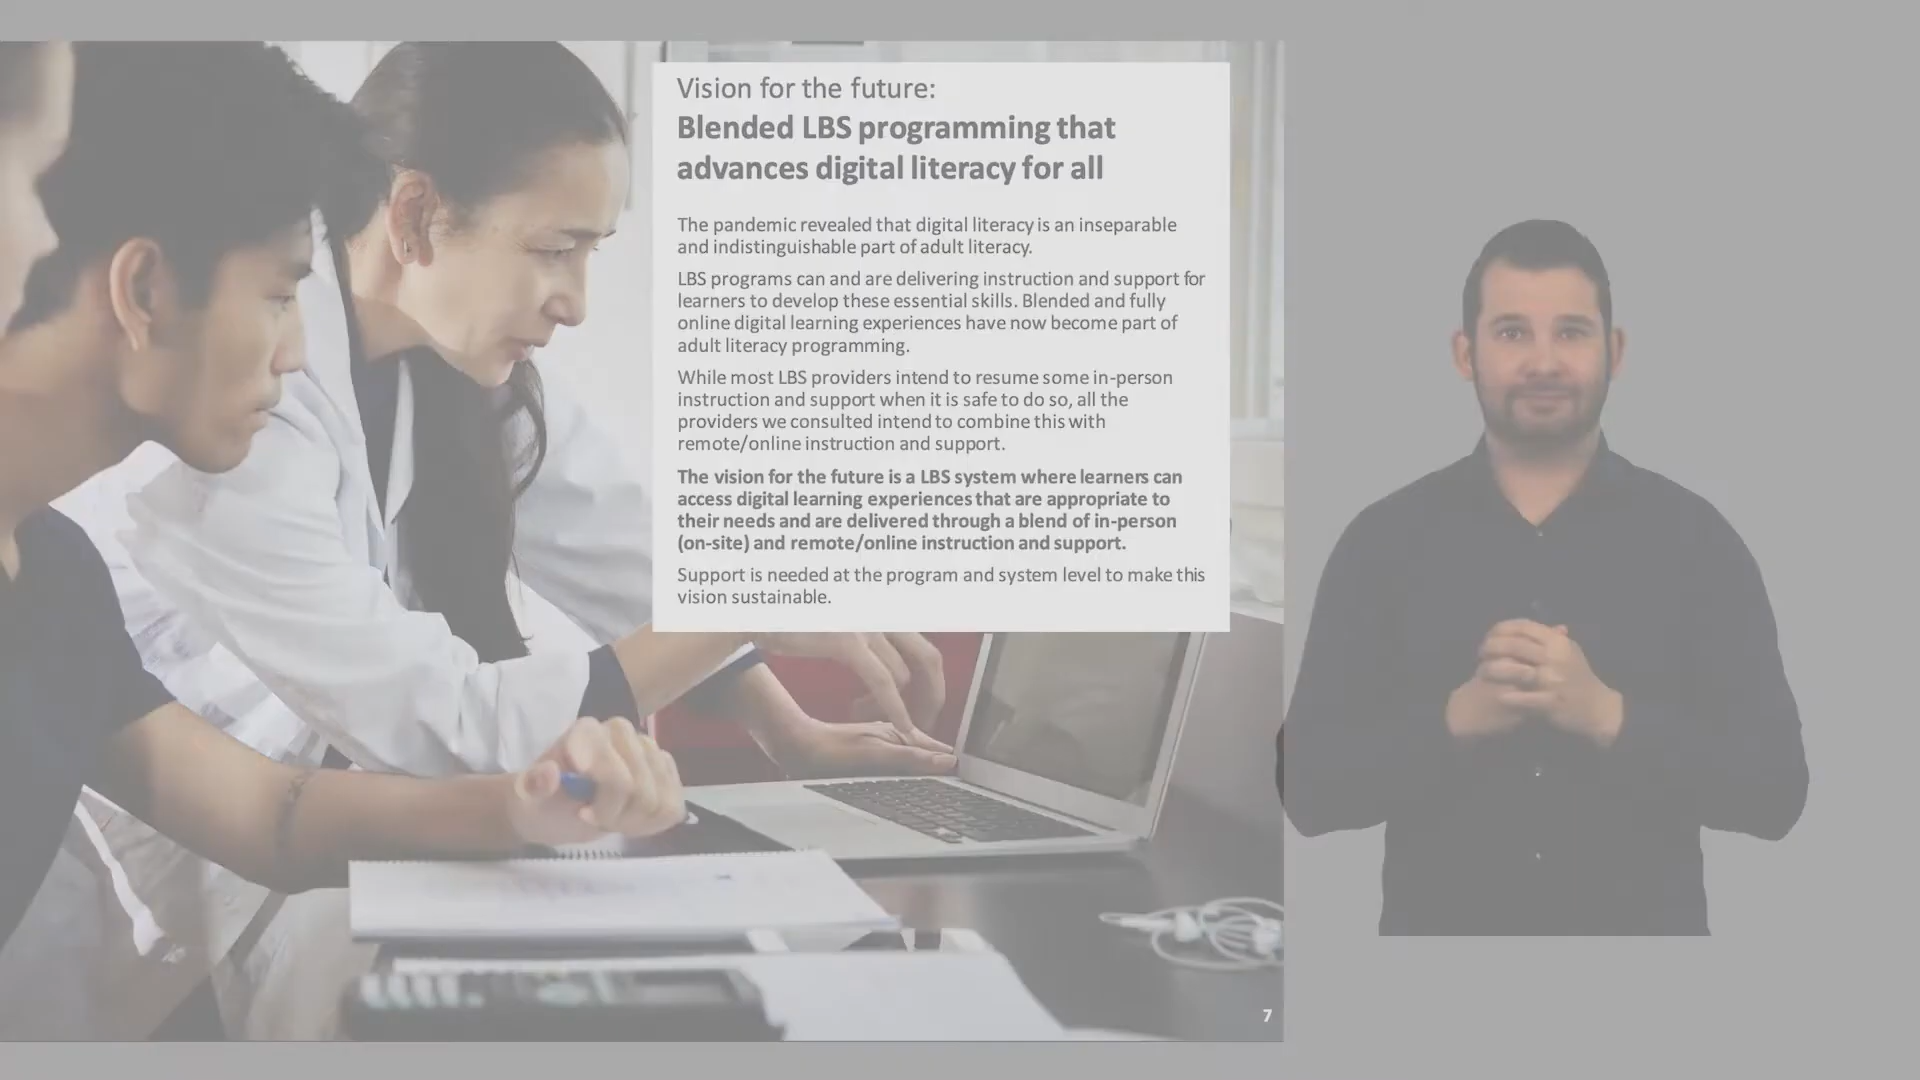 Vision for the future:
Blended LBS programming that
advances digital literacy for all
The pandemic revealed that digital literacy is an inseparable
and indistinguishable part of adult literacy.
LBS programs can and are delivering instruction and support for
learners to develop these essential skills. Blended and fully
online digital learning experiences have now become part of
adult literacy programming.
While most LBS providers intend to resume some in-person
instruction and support when it is safe to do so, all the
providers we consulted intend to combine this with
remote/online instruction and support.
The vision for the future is a LBS system where learners can
access digital learning experiences that are appropriate to
their needs and are delivered through a blend of in-person
(on-site) and remote/online instruction and support.
Support is needed at the program and system level to make this
vision sustainable.
7